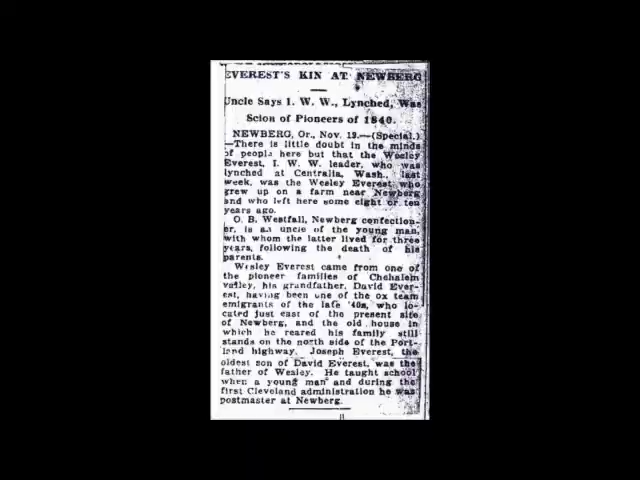 EVEREST'S KIN AT NEWBERG
Uncle Says I. W. W., Lynched, Was
Scion of Pioneers of 1840.
NEWBERG, Or., Nov. 19.—(Special.)
—There is little doubt in the minds
of people here but that the Wesley
Everest, I. W. W. leader, who was
lynched at Centralia, Wash., last
week, was the Wesley Everest who
grew up on a farm near Newberg
and who left here some eight or ten
years ago.
O. B. Westfall, Newberg confection-
er, is an uncle of the young man,
with whom the latter lived for three
years, following the death of his
parents.
Wesley Everest came from one of
the pioneer families of Chehalem
valley, his grandfather, David Ever-
est, having been one of the ox team
emigrants of the late '40s, who lo-
cated just east of the present site
of Newberg, and the old house in
which he reared his family still
stands on the north side of the Port-
land highway. Joseph Everest, the
oldest son of David Everest, was the
father of Wesley. He taught school
when a young man and during the
first Cleveland administration he was
postmaster at Newberg.